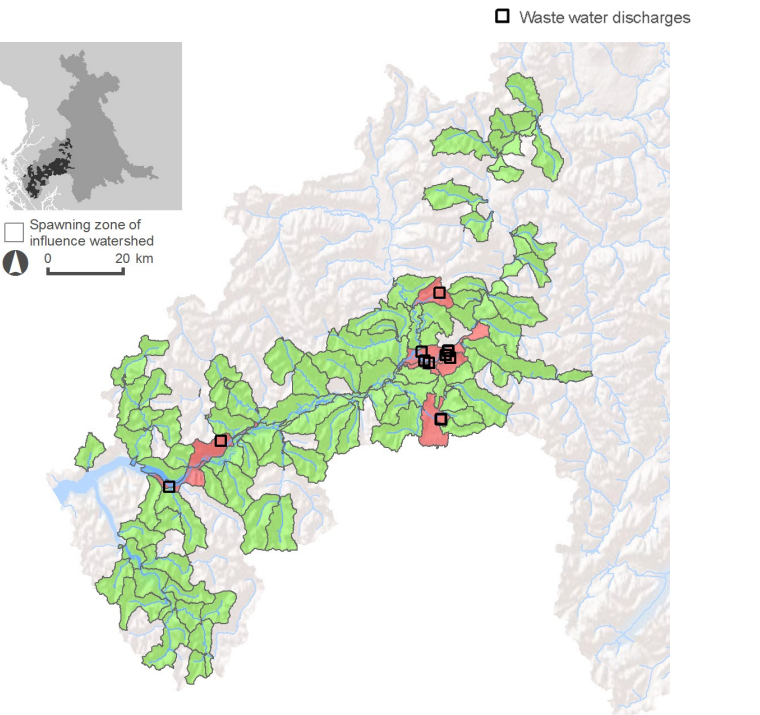 Waste water discharges
Spawning zone of
influence watershed
0 20 km